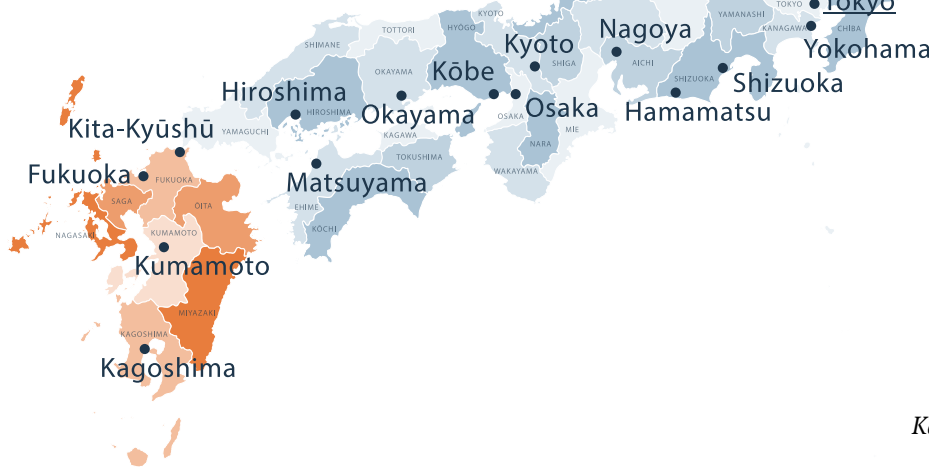 Tokyo
KYOTO
TOKYO
YAMANASHI
TOTTORI
HYŌGO
Nagoya
KANAGAWA
CHIBA
SHIMANE
Kyoto
Yokohama
SHIGA
AICHI
OKAYAMA
Kōbe
SHIZUOKA
Shizuoka
Hiroshima
Okayama
Osaka
Hamamatsu
HIROSHIMA
OSAKA
Kita-Kyūshū
YAMAGUCHI
KAGAWA
MIE
NARA
TOKUSHIMA
WAKAYAMA
Fukuoka
FUKUOKA
Matsuyama
SAGA
ŌITA
EHIME
KŌCHI
NAGASAKI
KUMAMOTO
Kumamoto
MIYAZAKI
KAGOSHIMA
Kagoshima